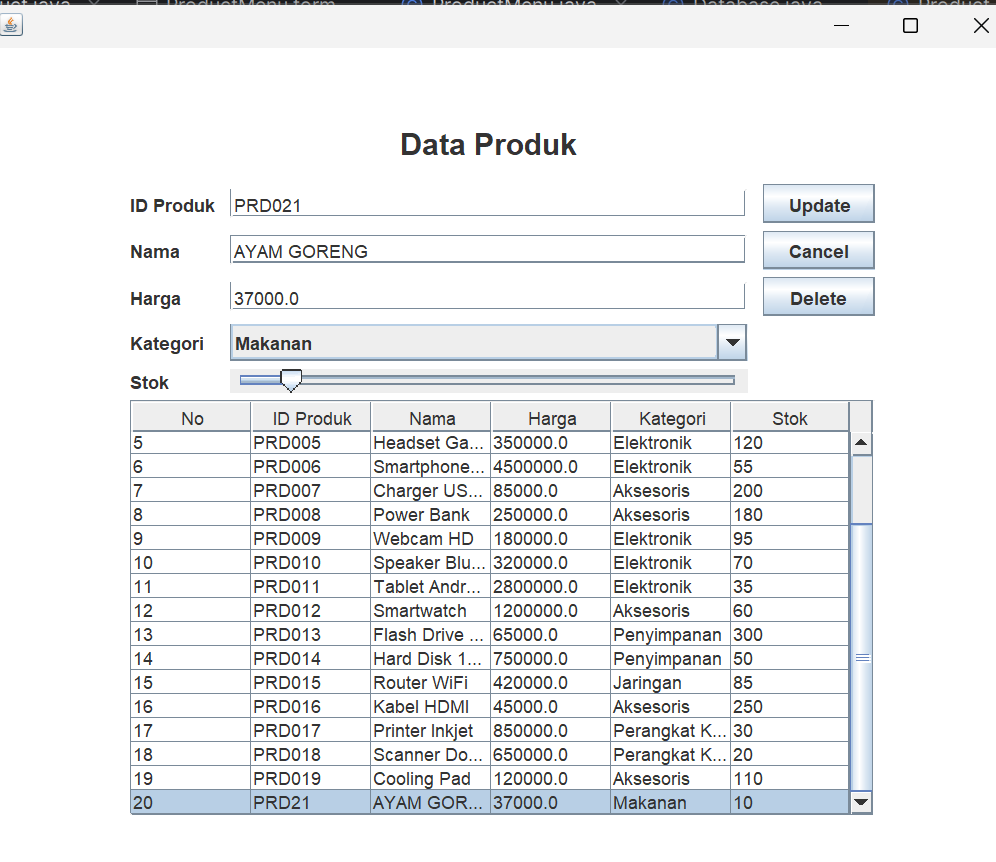 ProductMenu.form ProductMenu.java Database.java Product
Data Produk
ID Produk PRD021 Update
Nama AYAM GORENG Cancel
Harga 37000.0 Delete
Kategori Makanan
Stok
No ID Produk Nama Harga Kategori Stok
5 PRD005 Headset Ga... 350000.0 Elektronik 120
6 PRD006 Smartphone... 4500000.0 Elektronik 55
7 PRD007 Charger US... 85000.0 Aksesoris 200
8 PRD008 Power Bank 250000.0 Aksesoris 180
9 PRD009 Webcam HD 180000.0 Elektronik 95
10 PRD010 Speaker Blu... 320000.0 Elektronik 70
11 PRD011 Tablet Andr... 2800000.0 Elektronik 35
12 PRD012 Smartwatch 1200000.0 Aksesoris 60
13 PRD013 Flash Drive ... 65000.0 Penyimpanan 300
14 PRD014 Hard Disk 1... 750000.0 Penyimpanan 50
15 PRD015 Router WiFi 420000.0 Jaringan 85
16 PRD016 Kabel HDMI 45000.0 Aksesoris 250
17 PRD017 Printer Inkjet 850000.0 Perangkat K... 30
18 PRD018 Scanner Do... 650000.0 Perangkat K... 20
19 PRD019 Cooling Pad 120000.0 Aksesoris 110
20 PRD21 AYAM GOR... 37000.0 Makanan 10